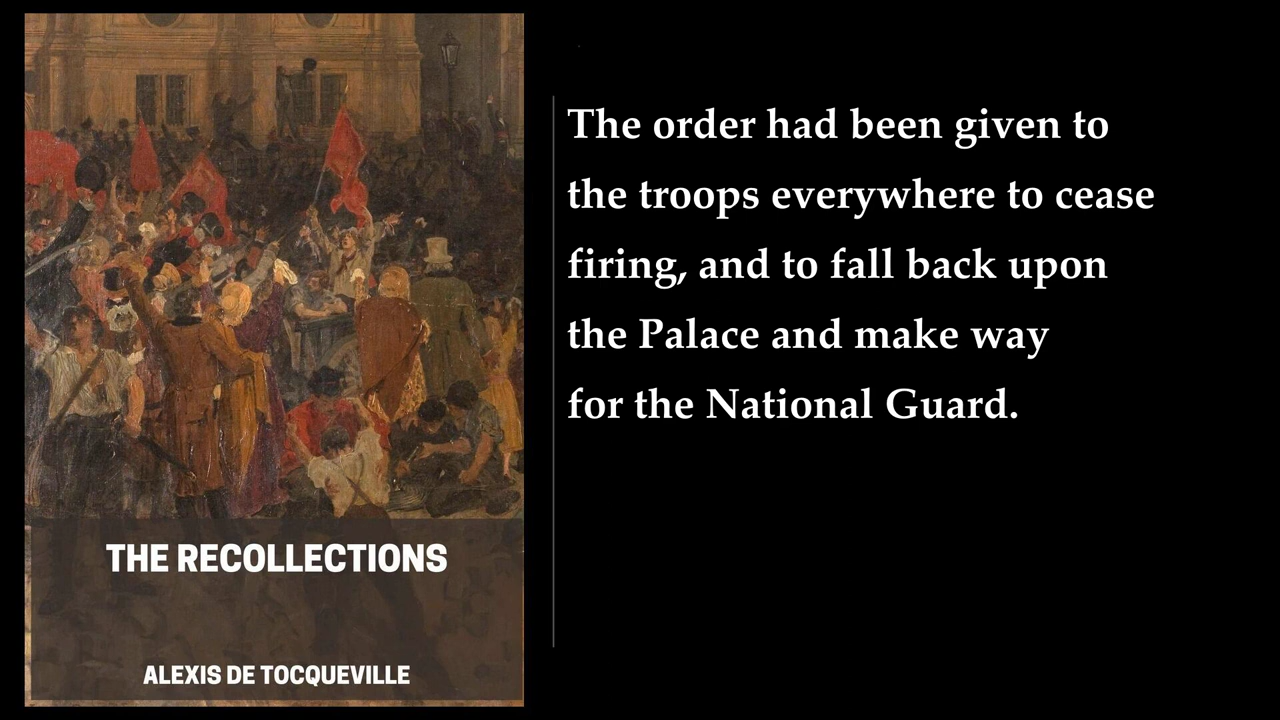 The order had been given to
the troops everywhere to cease
firing, and to fall back upon
the Palace and make way
for the National Guard.
THE RECOLLECTIONS
ALEXIS DE TOCQUEVILLE